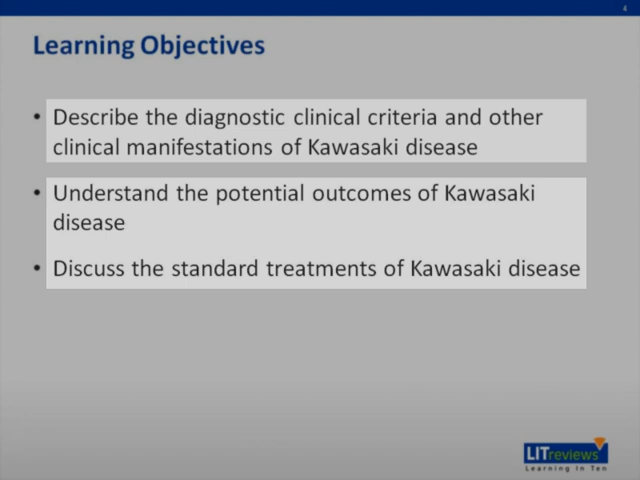 4
Learning Objectives
• Describe the diagnostic clinical criteria and other
clinical manifestations of Kawasaki disease
• Understand the potential outcomes of Kawasaki
disease
• Discuss the standard treatments of Kawasaki disease
LITreviews
Learning In Ten